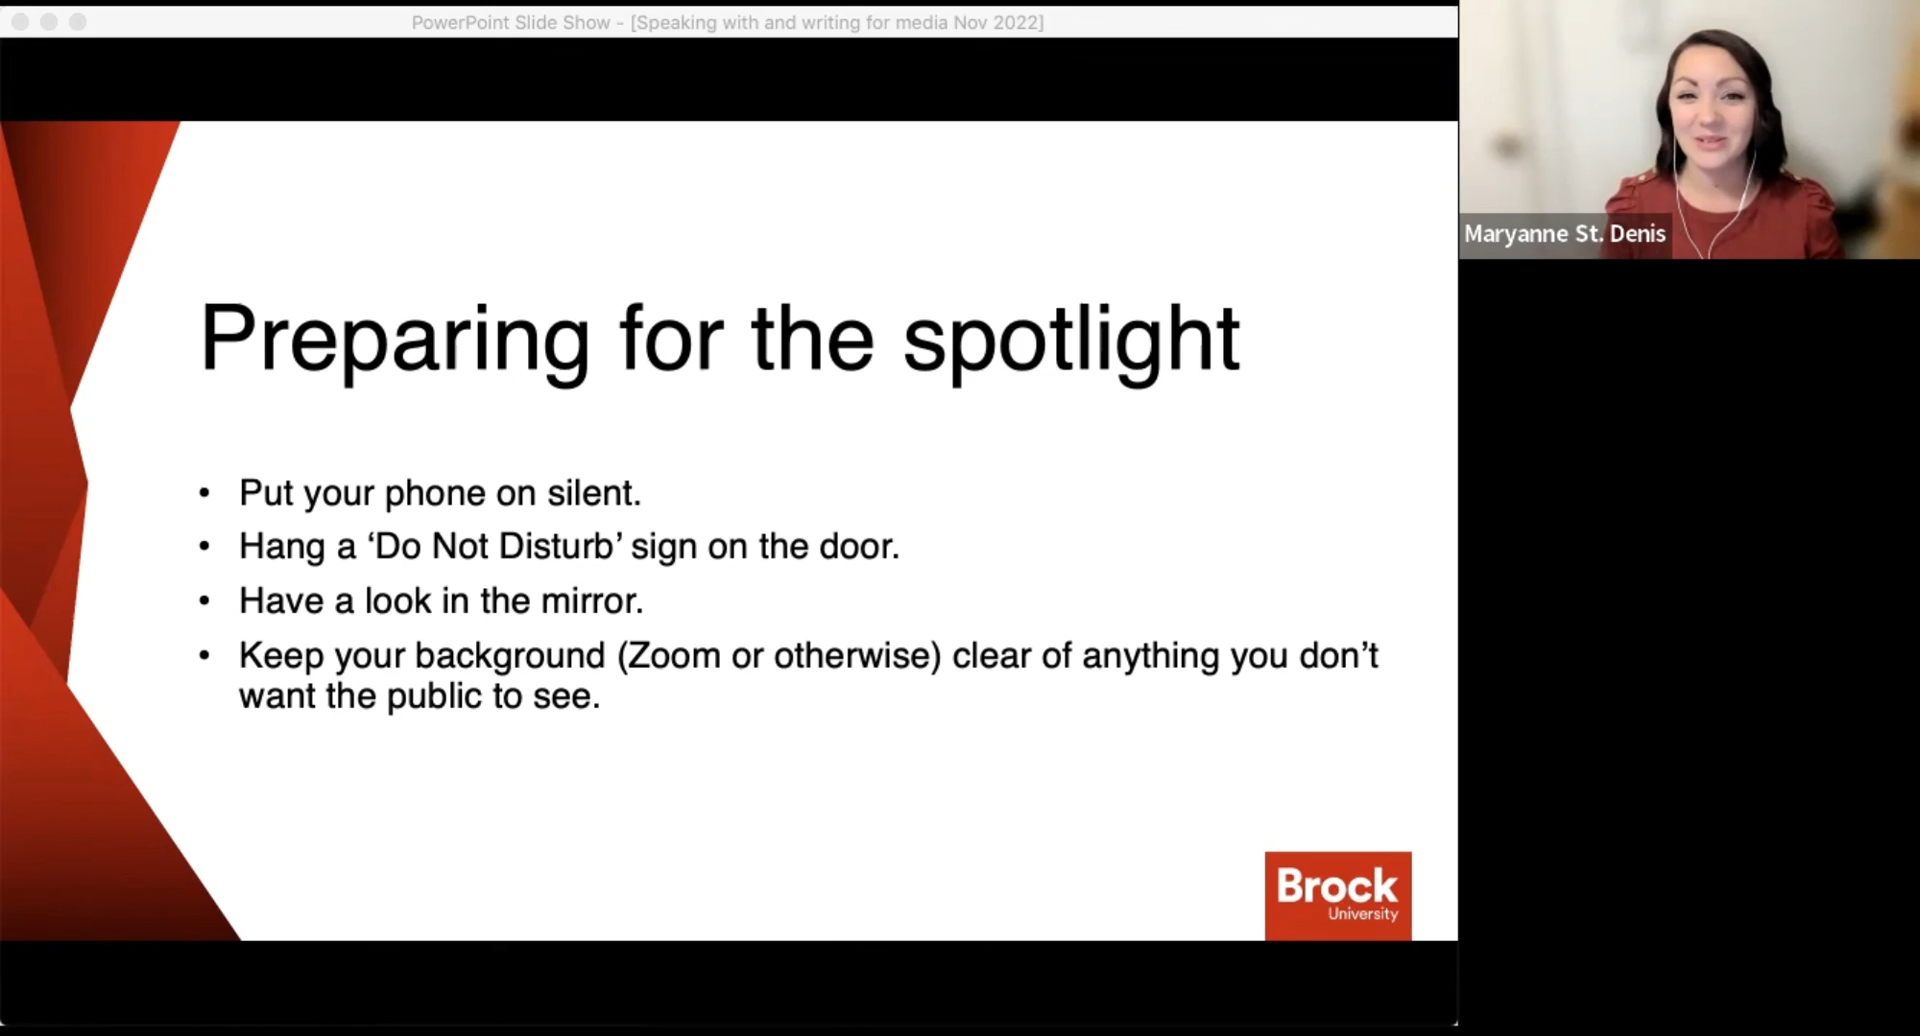 PowerPoint Slide Show - [Speaking with and writing for media Nov 2022]
Maryanne St. Denis
Preparing for the spotlight
• Put your phone on silent.
• Hang a ‘Do Not Disturb’ sign on the door.
• Have a look in the mirror.
• Keep your background (Zoom or otherwise) clear of anything you don’t
want the public to see.
Brock
University